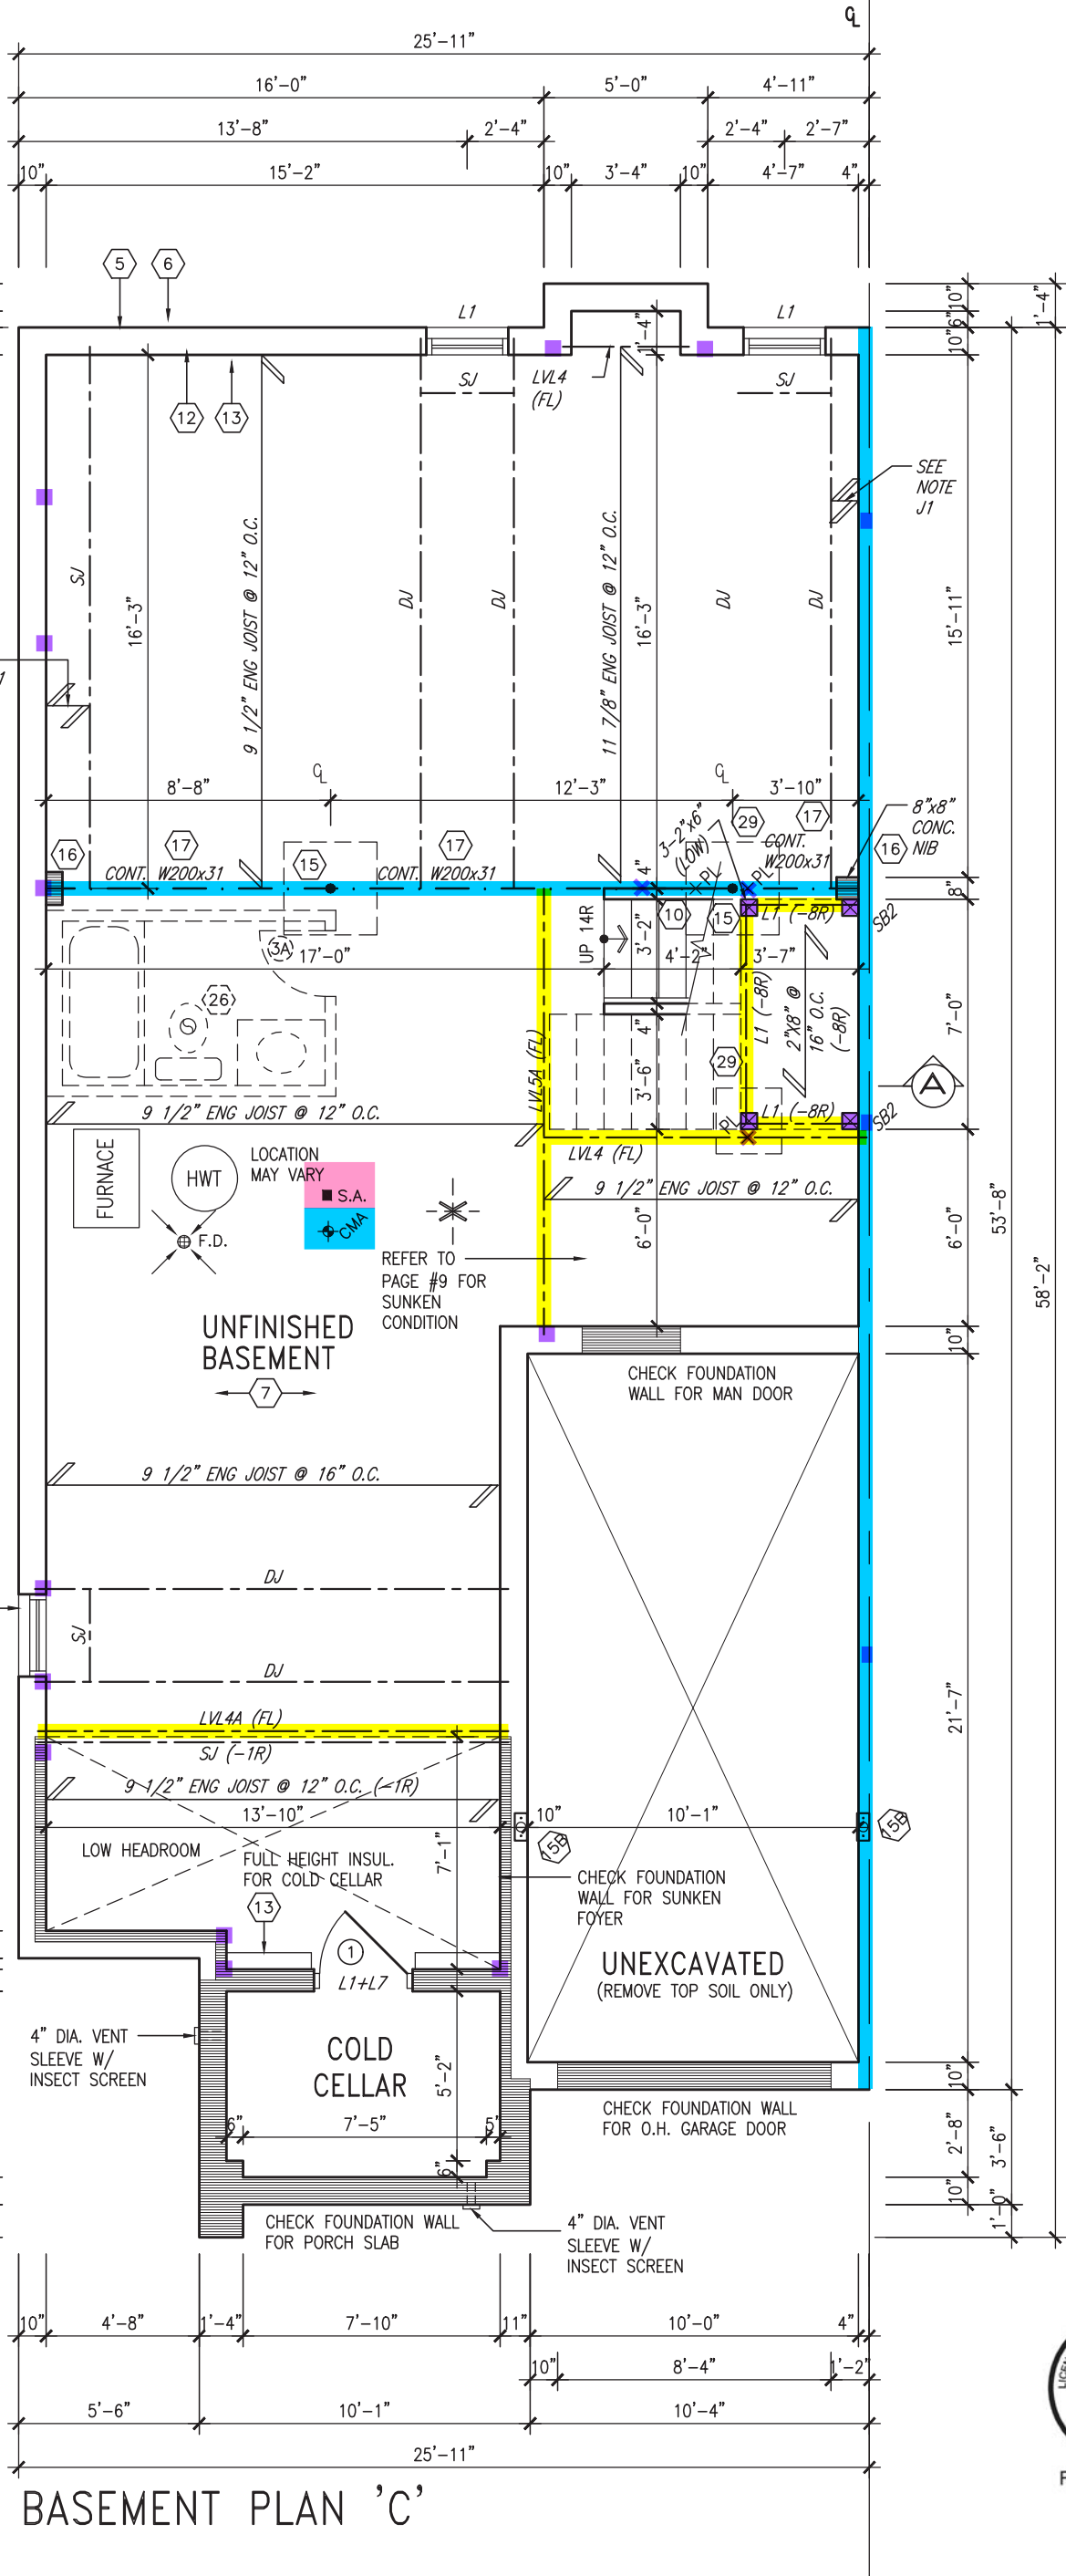 ℄
25'-11"
16'-0" 5'-0" 4'-11"
13'-8" 2'-4" 2'-4" 2'-7"
10" 15'-2" 10" 3'-4" 10" 4'-7" 4"
5 6
L1 L1
10" 6" 10"
1'-4"
1'-4"
12 13
SJ
LVL4
(FL)
SJ
SEE
NOTE
J1
SJ
16'-3"
9 1/2" ENG JOIST @ 12" O.C.
DJ
DJ
11 7/8" ENG JOIST @ 12" O.C.
16'-3"
DJ
DJ
15'-11"
℄ ℄
8'-8" 12'-3" 3'-10"
3-2"x6"
(LOW)
29
17
8"x8"
CONC.
NIB
16
16
17
15
17
CONT. W200x31
CONT. W200x31
CONT.
W200x31
PL
PL
4"
8"
UP 14R
3'-2"
10
15
L1 (-8R)
SB2
3A
17'-0"
4'-2" 3'-7"
26
L1 (-8R)
2"X8" @
16" O.C.
(-8R)
7'-0"
LVL5A (FL)
4"
3'-6"
29
A
9 1/2" ENG JOIST @ 12" O.C.
PL
L1 (-8R)
SB2
LVL4 (FL)
FURNACE
HWT
LOCATION
MAY VARY
S.A.
CMA
F.D.
9 1/2" ENG JOIST @ 12" O.C.
6'-0"
6'-0"
53'-8"
58'-2"
REFER TO
PAGE #9 FOR
SUNKEN
CONDITION
UNFINISHED
BASEMENT
7
10"
CHECK FOUNDATION
WALL FOR MAN DOOR
9 1/2" ENG JOIST @ 16" O.C.
DJ
SJ
DJ
21'-7"
LVL4A (FL)
SJ (-1R)
9 1/2" ENG JOIST @ 12" O.C. (-1R)
13'-10" 10" 10'-1"
15B
15B
LOW HEADROOM
FULL HEIGHT INSUL.
FOR COLD CELLAR
7'-1"
13
CHECK FOUNDATION
WALL FOR SUNKEN
FOYER
1
L1+L7
UNEXCAVATED
(REMOVE TOP SOIL ONLY)
4" DIA. VENT
SLEEVE W/
INSECT SCREEN
COLD
CELLAR
5'-2"
10"
CHECK FOUNDATION WALL
FOR O.H. GARAGE DOOR
6" 7'-5" 5"
6"
2'-8"
3'-6"
10"
1'-0"
CHECK FOUNDATION WALL
FOR PORCH SLAB
4" DIA. VENT
SLEEVE W/
INSECT SCREEN
10" 4'-8" 1'-4" 7'-10" 11" 10'-0" 4"
10" 8'-4" 1'-2"
5'-6" 10'-1" 10'-4"
25'-11"
BASEMENT PLAN 'C'